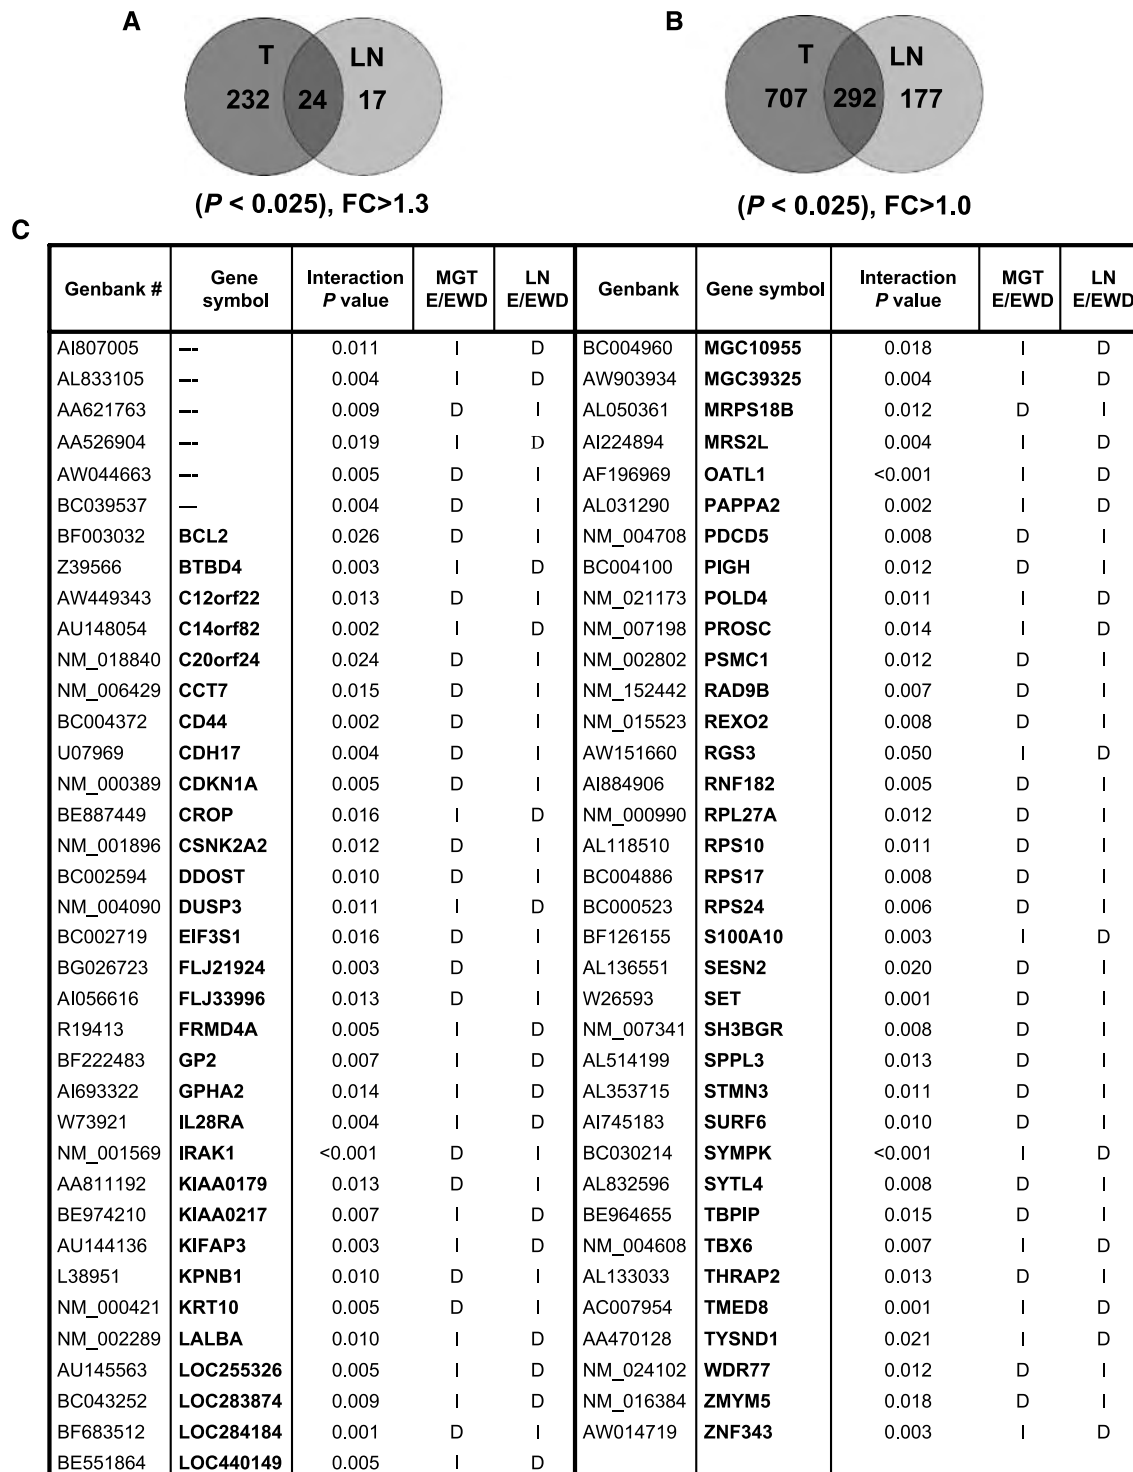 A
T
LN
232
24
17
(P < 0.025), FC>1.3
B
T
LN
707
292
177
(P < 0.025), FC>1.0
C
Genbank # Gene symbol Interaction P value MGT E/EWD LN E/EWD Genbank Gene symbol Interaction P value MGT E/EWD LN E/EWD
AI807005 --- 0.011 I D BC004960 MGC10955 0.018 I D
AL833105 --- 0.004 I D AW903934 MGC39325 0.004 I D
AA621763 --- 0.009 D I AL050361 MRPS18B 0.012 D I
AA526904 --- 0.019 I D AI224894 MRS2L 0.004 I D
AW044663 --- 0.005 D I AF196969 OATL1 <0.001 I D
BC039537 — 0.004 D I AL031290 PAPPA2 0.002 I D
BF003032 BCL2 0.026 D I NM_004708 PDCD5 0.008 D I
Z39566 BTBD4 0.003 I D BC004100 PIGH 0.012 D I
AW449343 C12orf22 0.013 D I NM_021173 POLD4 0.011 I D
AU148054 C14orf82 0.002 I D NM_007198 PROSC 0.014 I D
NM_018840 C20orf24 0.024 D I NM_002802 PSMC1 0.012 D I
NM_006429 CCT7 0.015 D I NM_152442 RAD9B 0.007 D I
BC004372 CD44 0.002 D I NM_015523 REXO2 0.008 D I
U07969 CDH17 0.004 D I AW151660 RGS3 0.050 I D
NM_000389 CDKN1A 0.005 D I AI884906 RNF182 0.005 D I
BE887449 CROP 0.016 I D NM_000990 RPL27A 0.012 D I
NM_001896 CSNK2A2 0.012 D I AL118510 RPS10 0.011 D I
BC002594 DDOST 0.010 D I BC004886 RPS17 0.008 D I
NM_004090 DUSP3 0.011 I D BC000523 RPS24 0.006 D I
BC002719 EIF3S1 0.016 D I BF126155 S100A10 0.003 I D
BG026723 FLJ21924 0.003 D I AL136551 SESN2 0.020 D I
AI056616 FLJ33996 0.013 D I W26593 SET 0.001 D I
R19413 FRMD4A 0.005 I D NM_007341 SH3BGR 0.008 D I
BF222483 GP2 0.007 I D AL514199 SPPL3 0.013 D I
AI693322 GPHA2 0.014 I D AL353715 STMN3 0.011 D I
W73921 IL28RA 0.004 I D AI745183 SURF6 0.010 D I
NM_001569 IRAK1 <0.001 D I BC030214 SYMPK <0.001 I D
AA811192 KIAA0179 0.013 D I AL832596 SYTL4 0.008 D I
BE974210 KIAA0217 0.007 I D BE964655 TBPIP 0.015 D I
AU144136 KIFAP3 0.003 I D NM_004608 TBX6 0.007 I D
L38951 KPNB1 0.010 D I AL133033 THRAP2 0.013 D I
NM_000421 KRT10 0.005 D I AC007954 TMED8 0.001 I D
NM_002289 LALBA 0.010 I D AA470128 TYSND1 0.021 I D
AU145563 LOC255326 0.005 I D NM_024102 WDR77 0.012 D I
BC043252 LOC283874 0.009 I D NM_016384 ZMYM5 0.018 D I
BF683512 LOC284184 0.001 D I AW014719 ZNF343 0.003 I D
BE551864 LOC440149 0.005 I D